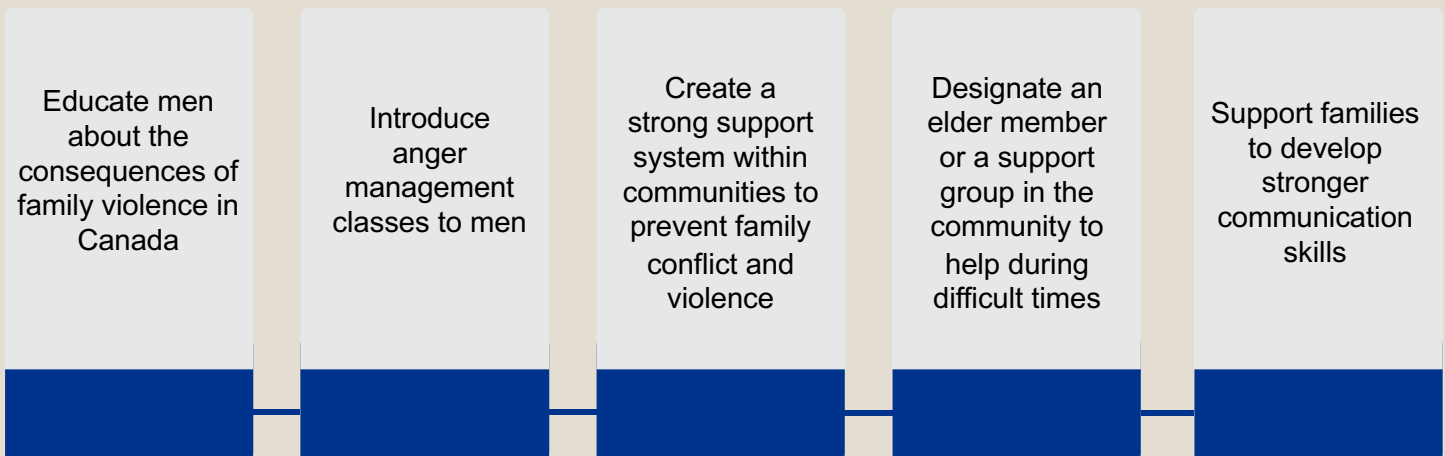 Educate men
about the
consequences of
family violence in
Canada
Introduce
anger
management
classes to men
Create a
strong support
system within
communities to
prevent family
conflict and
violence
Designate an
elder member
or a support
group in the
community to
help during
difficult times
Support families
to develop
stronger
communication
skills